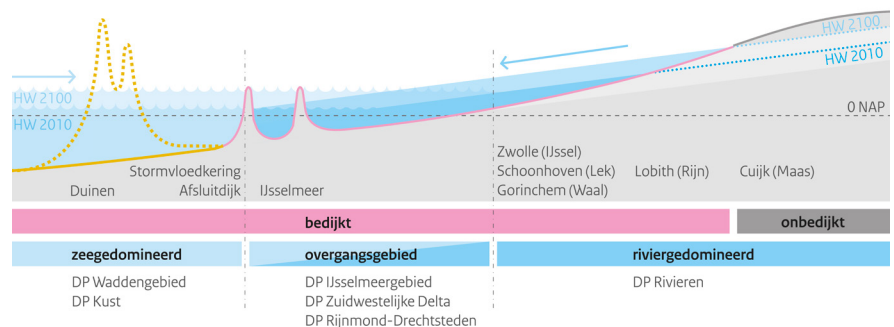 HW 2100
HW 2010
HW 2100
HW 2010
0 NAP
Duinen
Stormvloedkering
Afsluitdijk
IJsselmeer
Zwolle (IJssel)
Schoonhoven (Lek)
Gorinchem (Waal)
Lobith (Rijn)
Cuijk (Maas)
bedijkt
onbedijkt
zeegedomineerd
overgangsgebied
riviergedomineerd
DP Waddengebied
DP Kust
DP IJsselmeergebied
DP Zuidwestelijke Delta
DP Rijnmond-Drechtsteden
DP Rivieren